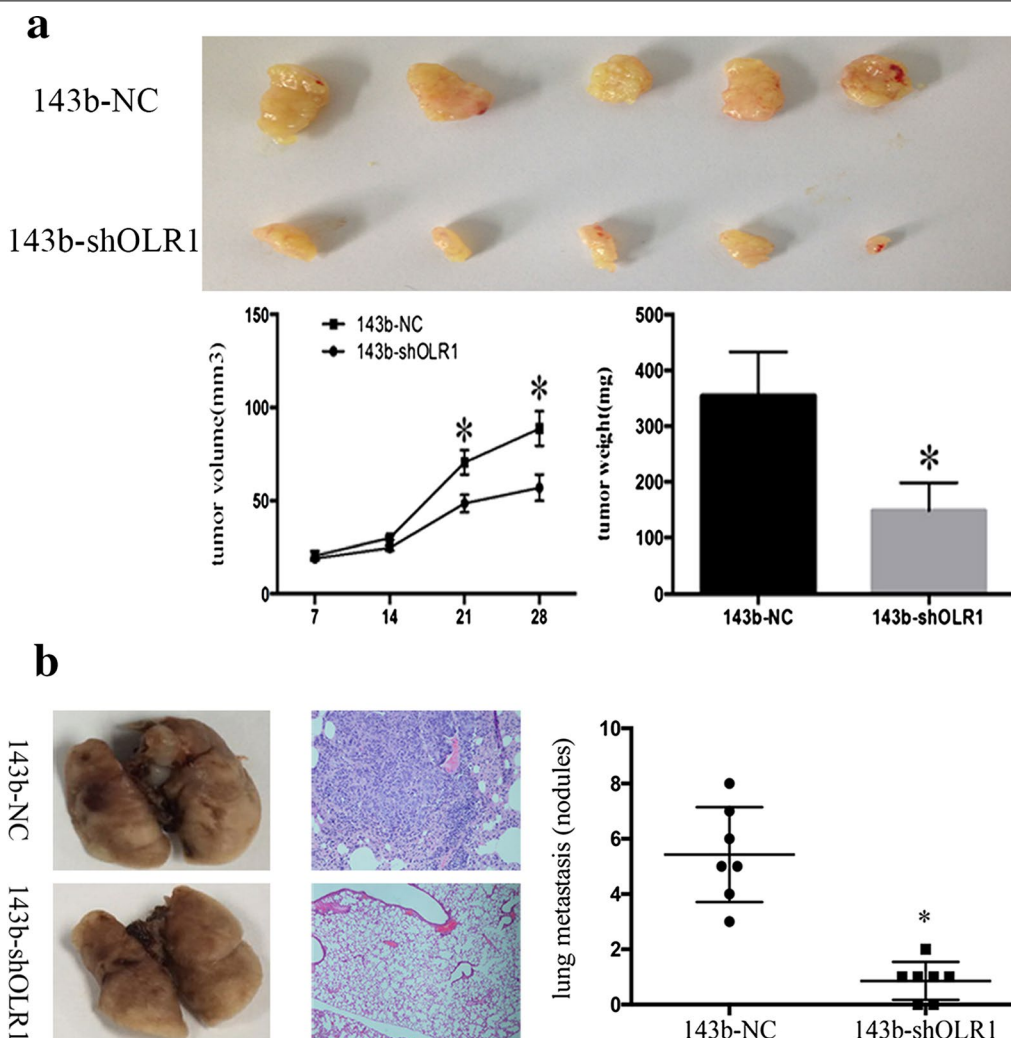 a
143b-NC
143b-shOLR1
150
100
50
0
tumor volume(mm3)
143b-NC
143b-shOLR1
*
*
7
14
21
28
500
400
300
200
100
0
tumor weight(mg)
*
143b-NC
143b-shOLR1
b
143b-NC
143b-shOLR1
10
8
6
4
2
0
lung metastasis (nodules)
*
143b-NC
143b-shOLR1